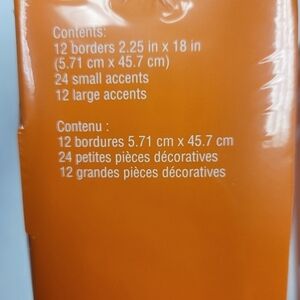 Contents:
12 borders 2.25 in x 18 in
(5.71 cm x 45.7 cm)
24 small accents
12 large accents
Contenu :
12 bordures 5.71 cm x 45.7 cm
24 petites pièces décoratives
12 grandes pièces décoratives